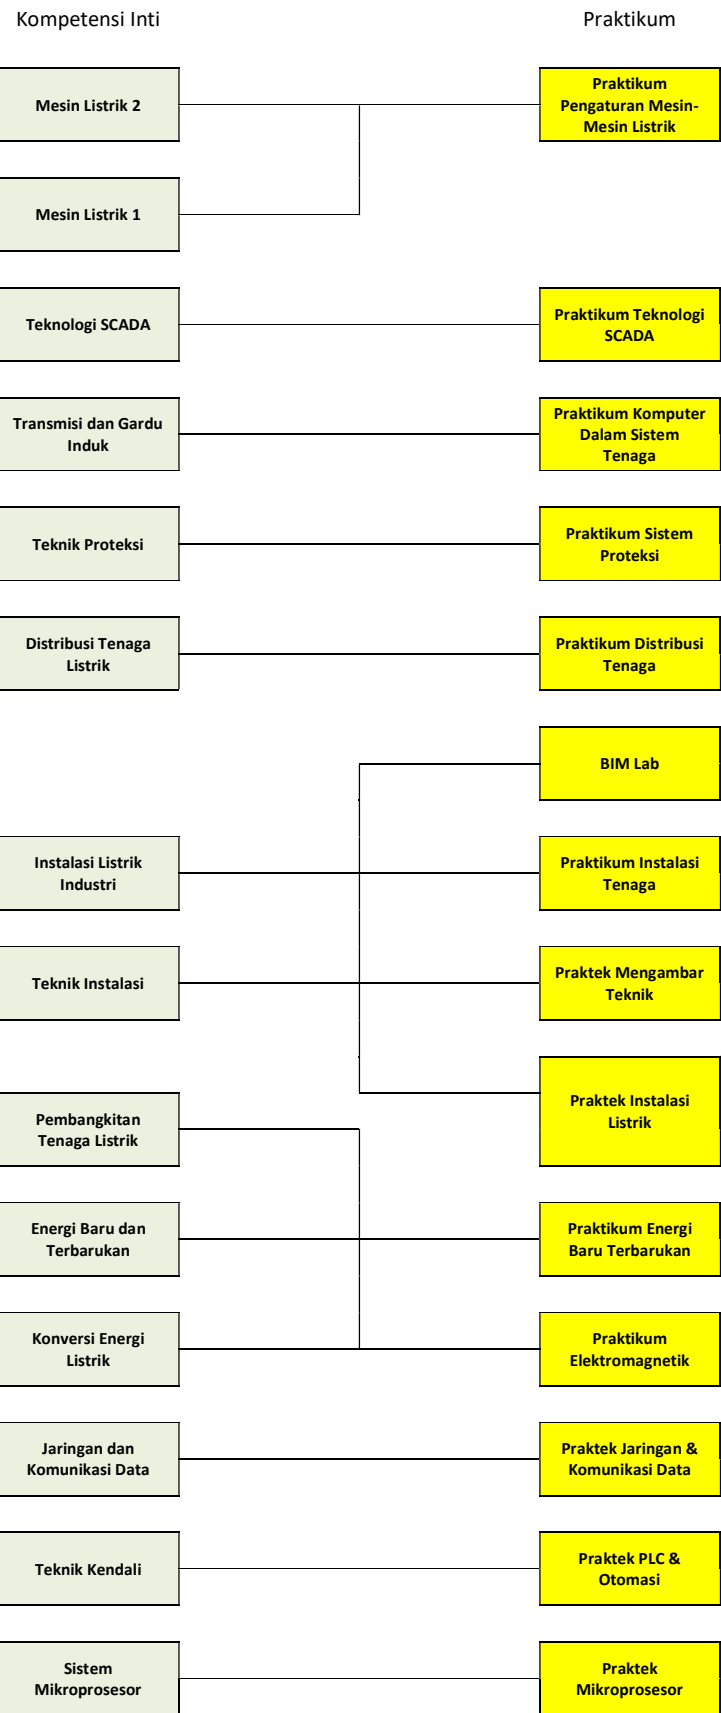 Kompetensi Inti
Praktikum
Mesin Listrik 2
Praktikum
Pengaturan Mesin-
Mesin Listrik
Mesin Listrik 1
Teknologi SCADA
Praktikum Teknologi
SCADA
Transmisi dan Gardu
Induk
Praktikum Komputer
Dalam Sistem
Tenaga
Teknik Proteksi
Praktikum Sistem
Proteksi
Distribusi Tenaga
Listrik
Praktikum Distribusi
Tenaga
BIM Lab
Instalasi Listrik
Industri
Praktikum Instalasi
Tenaga
Teknik Instalasi
Praktek Mengambar
Teknik
Praktek Instalasi
Listrik
Pembangkitan
Tenaga Listrik
Energi Baru dan
Terbarukan
Praktikum Energi
Baru Terbarukan
Konversi Energi
Listrik
Praktikum
Elektromagnetik
Jaringan dan
Komunikasi Data
Praktek Jaringan &
Komunikasi Data
Teknik Kendali
Praktek PLC &
Otomasi
Sistem
Mikroprosesor
Praktek
Mikroprosesor